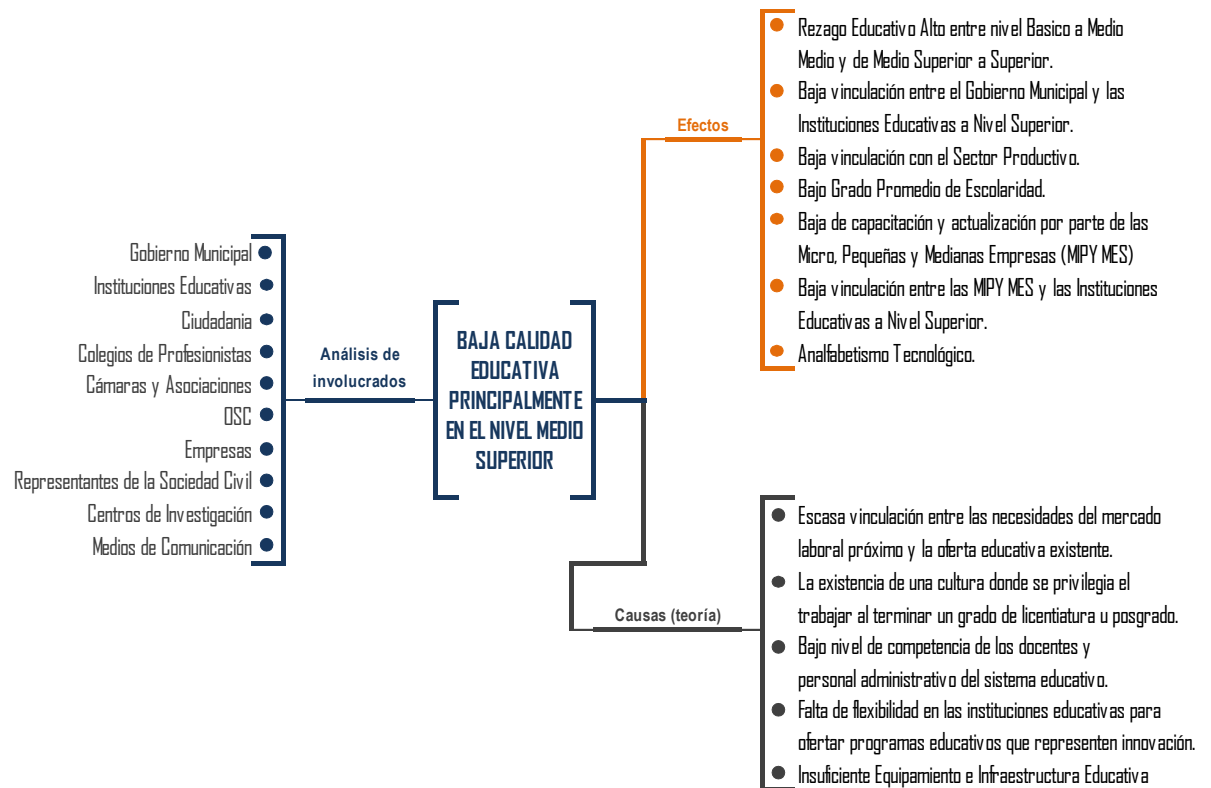 Efectos
Rezago Educativo Alto entre nivel Basico a Medio
Medio y de Medio Superior a Superior.
Baja vinculación entre el Gobierno Municipal y las
Instituciones Educativas a Nivel Superior.
Baja vinculación con el Sector Productivo.
Bajo Grado Promedio de Escolaridad.
Baja de capacitación y actualización por parte de las
Micro, Pequeñas y Medianas Empresas (MIPYMES)
Baja vinculación entre las MIPYMES y las Instituciones
Educativas a Nivel Superior.
Analfabetismo Tecnológico.
Gobierno Municipal
Instituciones Educativas
Ciudadania
Colegios de Profesionistas
Cámaras y Asociaciones
OSC
Empresas
Representantes de la Sociedad Civil
Centros de Investigación
Medios de Comunicación
Análisis de
involucrados
BAJA CALIDAD
EDUCATIVA
PRINCIPALMENTE
EN EL NIVEL MEDIO
SUPERIOR
Causas (teoría)
Escasa vinculación entre las necesidades del mercado
laboral próximo y la oferta educativa existente.
La existencia de una cultura donde se privilegia el
trabajar al terminar un grado de licentiatura u posgrado.
Bajo nivel de competencia de los docentes y
personal administrativo del sistema educativo.
Falta de flexibilidad en las instituciones educativas para
ofertar programas educativos que representen innovación.
Insuficiente Equipamiento e Infraestructura Educativa